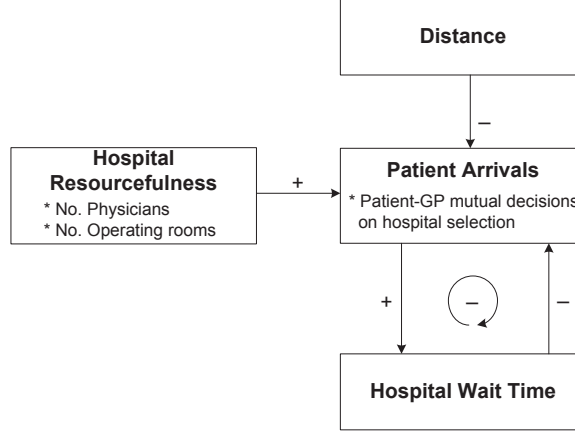 Distance
–
Hospital
Resourcefulness
* No. Physicians
* No. Operating rooms
+
Patient Arrivals
* Patient-GP mutual decisions
on hospital selection
+
–
–
Hospital Wait Time